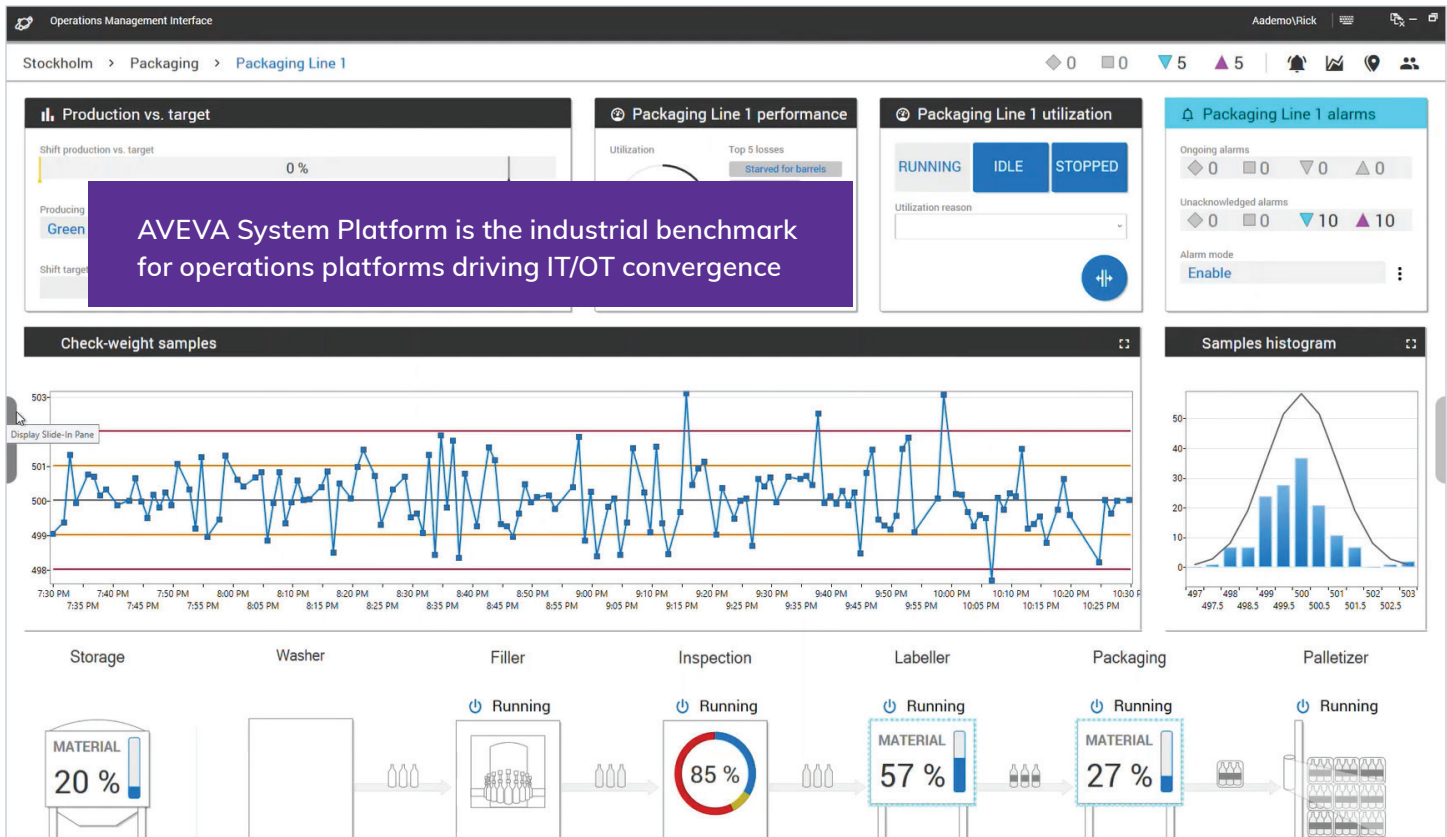 Operations Management Interface
Aademo\Rick
Stockholm > Packaging > Packaging Line 1
0 0 5 5
Production vs. target
Shift production vs. target
0 %
Producing
Green
Shift target
AVEVA System Platform is the industrial benchmark
for operations platforms driving IT/OT convergence
Packaging Line 1 performance
Utilization
Top 5 losses
Starved for barrels
Packaging Line 1 utilization
RUNNING IDLE STOPPED
Utilization reason
Packaging Line 1 alarms
Ongoing alarms
0 0 0 0
Unacknowledged alarms
0 0 10 10
Alarm mode
Enable
Check-weight samples
503
501
500
499
498
Display Slide-In Pane
7:30 PM 7:40 PM 7:50 PM 8:00 PM 8:10 PM 8:20 PM 8:30 PM 8:40 PM 8:50 PM 9:00 PM 9:10 PM 9:20 PM 9:30 PM 9:40 PM 9:50 PM 10:00 PM 10:10 PM 10:20 PM 10:30 P
7:35 PM 7:45 PM 7:55 PM 8:05 PM 8:15 PM 8:25 PM 8:35 PM 8:45 PM 8:55 PM 9:05 PM 9:15 PM 9:25 PM 9:35 PM 9:45 PM 9:55 PM 10:05 PM 10:15 PM 10:25 PM
Samples histogram
50
40
30
20
10
0
497 498 499 500 501 502 503
497.5 498.5 499.5 500.5 501.5 502.5
Storage
MATERIAL
20 %
Washer
Filler
Running
Inspection
Running
85 %
Labeller
Running
MATERIAL
57 %
Packaging
Running
MATERIAL
27 %
Palletizer
Running